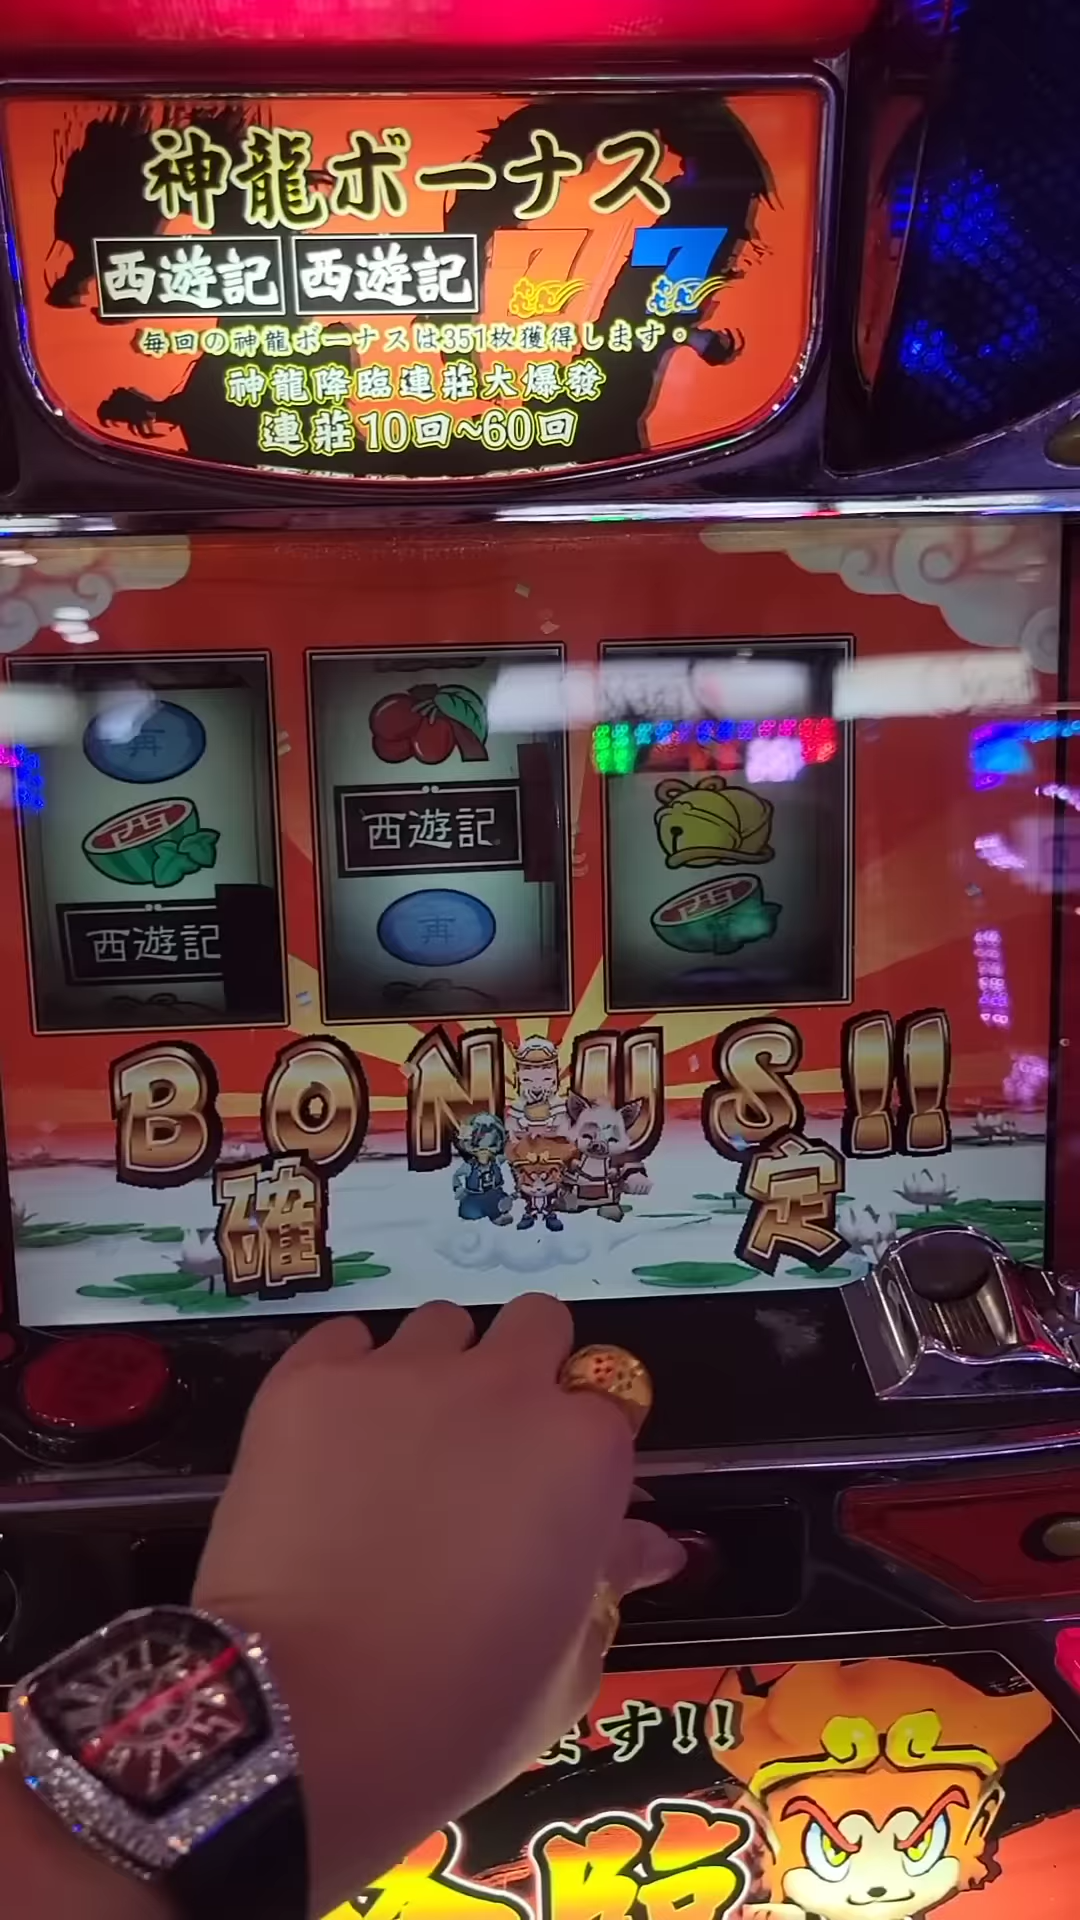 神龍ボーナス
西遊記 西遊記 7 7
毎回の神龍ボーナスは351枚獲得します。
神龍降臨連莊大爆發
連莊10回~60回
再
西遊記
西遊記
再
BONUS!!
確 定
ます!!
降臨